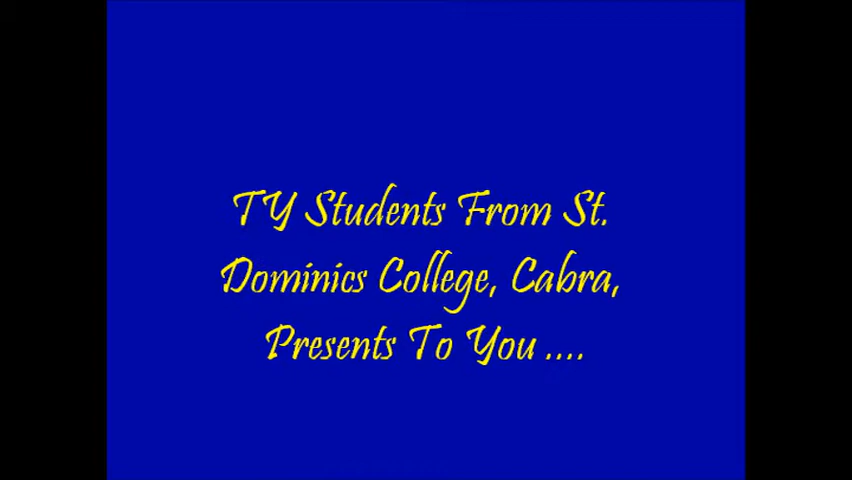 TY Students From St.
Dominics College, Cabra,
Presents To You ....